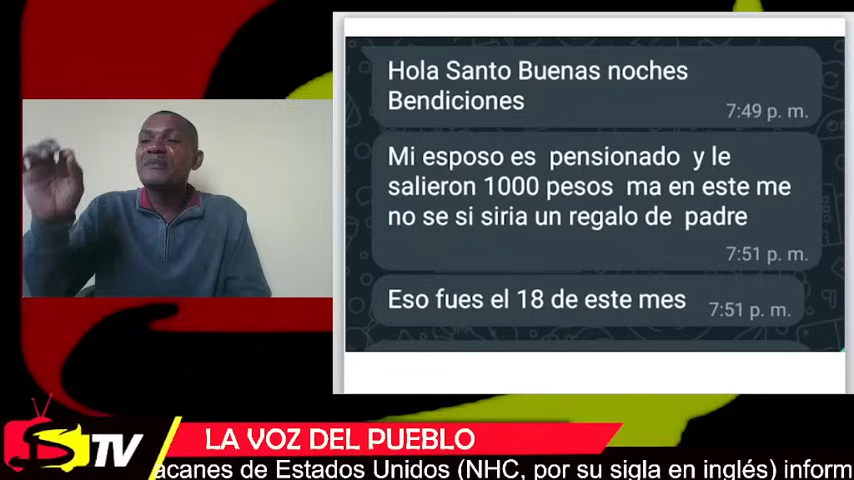 Hola Santo Buenas noches
Bendiciones
7:49 p. m.
Mi esposo es pensionado y le
salieron 1000 pesos ma en este me
no se si siria un regalo de padre
7:51 p. m.
Eso fues el 18 de este mes
7:51 p. m.
STV
LA VOZ DEL PUEBLO
acanes de Estados Unidos (NHC, por su sigla en inglés) inform